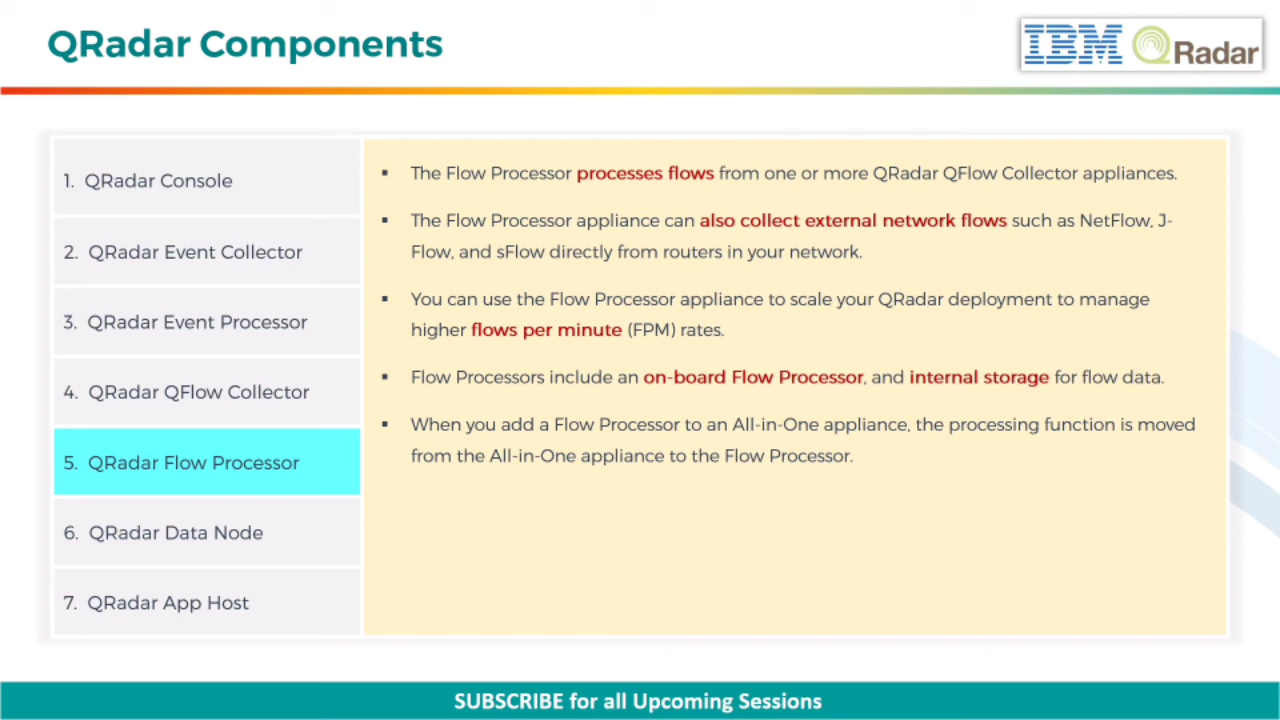 QRadar Components
IBM QRadar
1. QRadar Console
2. QRadar Event Collector
3. QRadar Event Processor
4. QRadar QFlow Collector
5. QRadar Flow Processor
6. QRadar Data Node
7. QRadar App Host
▪ The Flow Processor processes flows from one or more QRadar QFlow Collector appliances.
▪ The Flow Processor appliance can also collect external network flows such as NetFlow, J-
Flow, and sFlow directly from routers in your network.
▪ You can use the Flow Processor appliance to scale your QRadar deployment to manage
higher flows per minute (FPM) rates.
▪ Flow Processors include an on-board Flow Processor, and internal storage for flow data.
▪ When you add a Flow Processor to an All-in-One appliance, the processing function is moved
from the All-in-One appliance to the Flow Processor.
SUBSCRIBE for all Upcoming Sessions